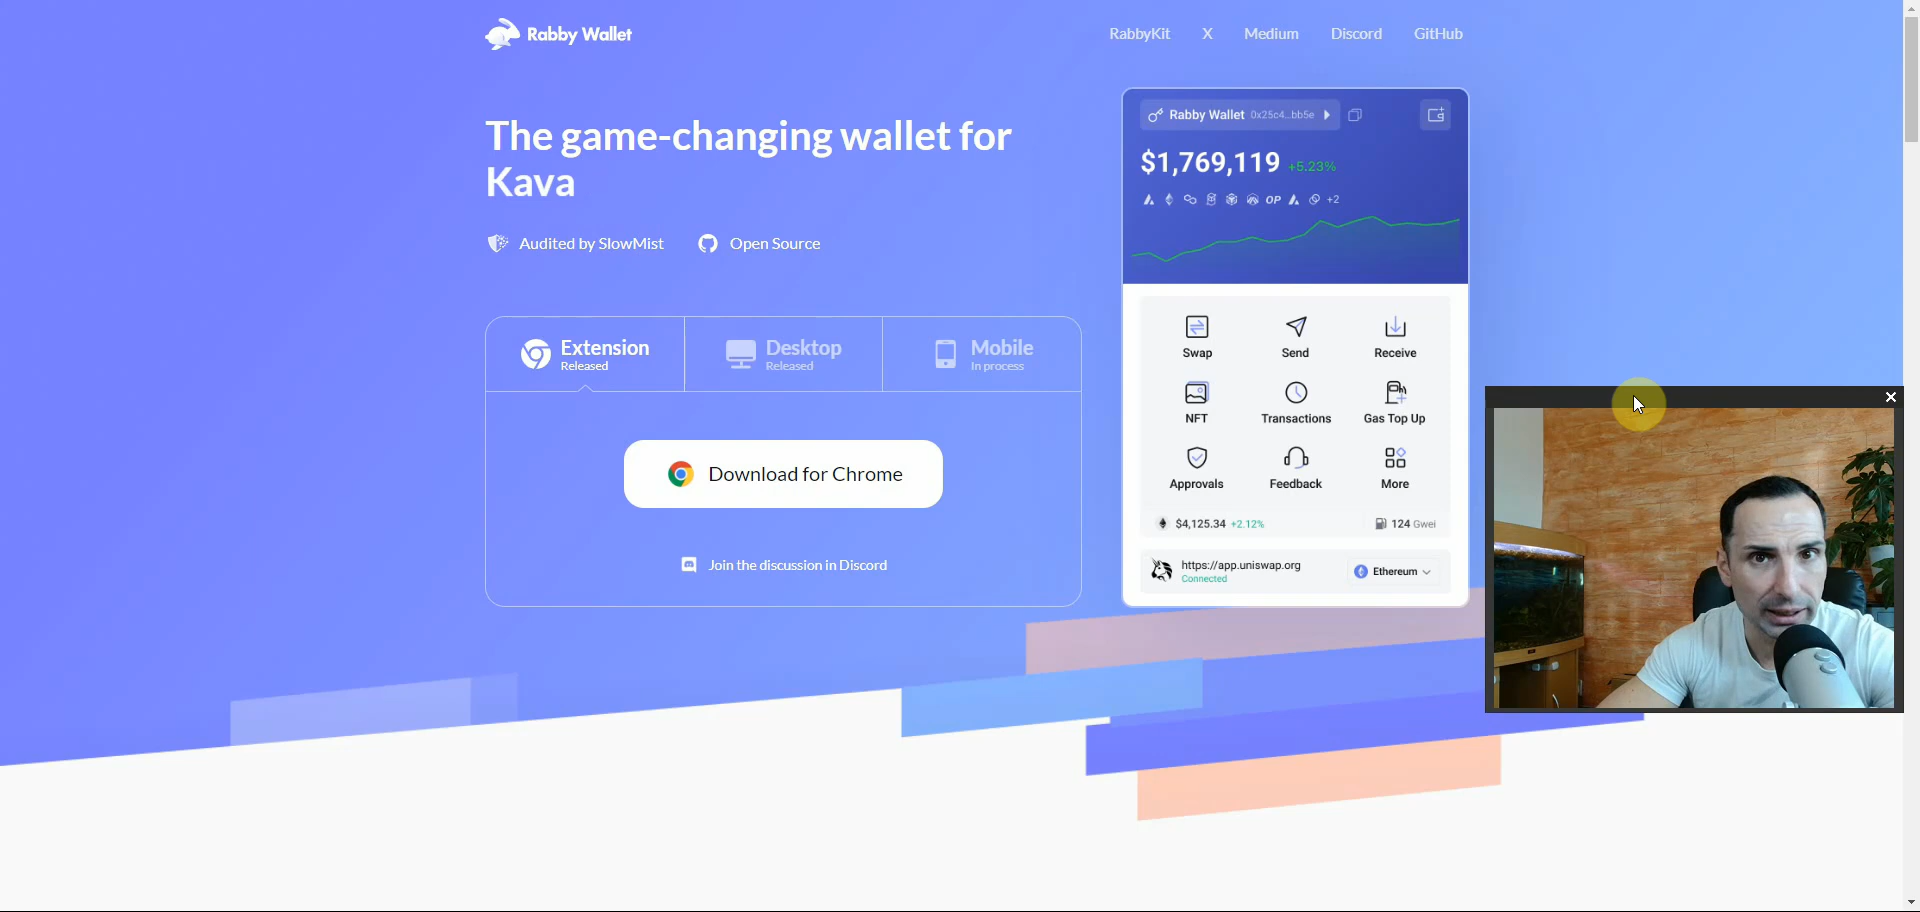 Rabby Wallet
RabbyKit X Medium Discord GitHub
The game-changing wallet for
Kava
Audited by SlowMist Open Source
Extension
Released
Desktop
Released
Mobile
In process
Download for Chrome
Join the discussion in Discord
Rabby Wallet 0x25c4...bb5e
$1,769,119 +5.23%
OP +2
Swap Send Receive
NFT Transactions Gas Top Up
Approvals Feedback More
$4,125.34 +2.12% 124 Gwei
https://app.uniswap.org
Connected
Ethereum